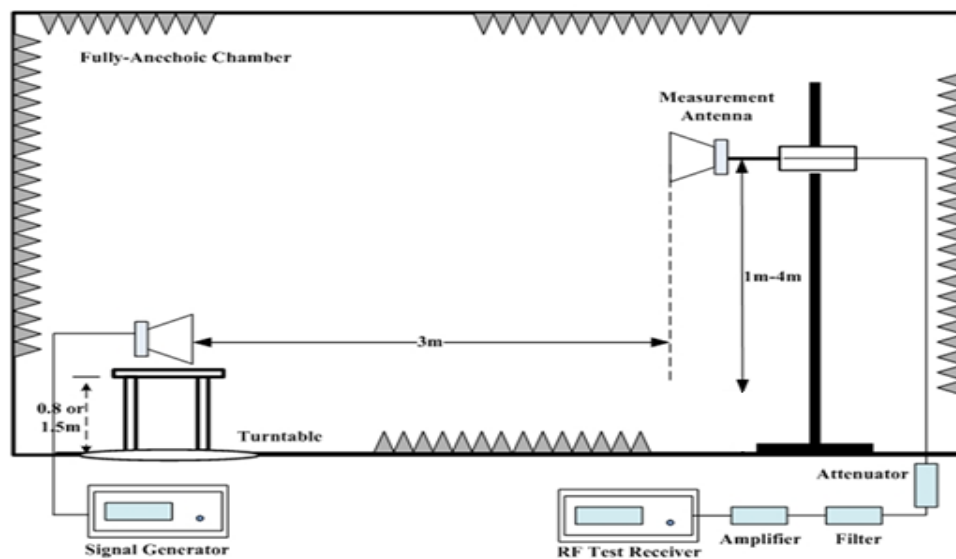 Fully-Anechoic Chamber
Measurement
Antenna
1m-4m
3m
0.8 or
1.5m
Turntable
Attenuator
Signal Generator
RF Test Receiver
Amplifier
Filter